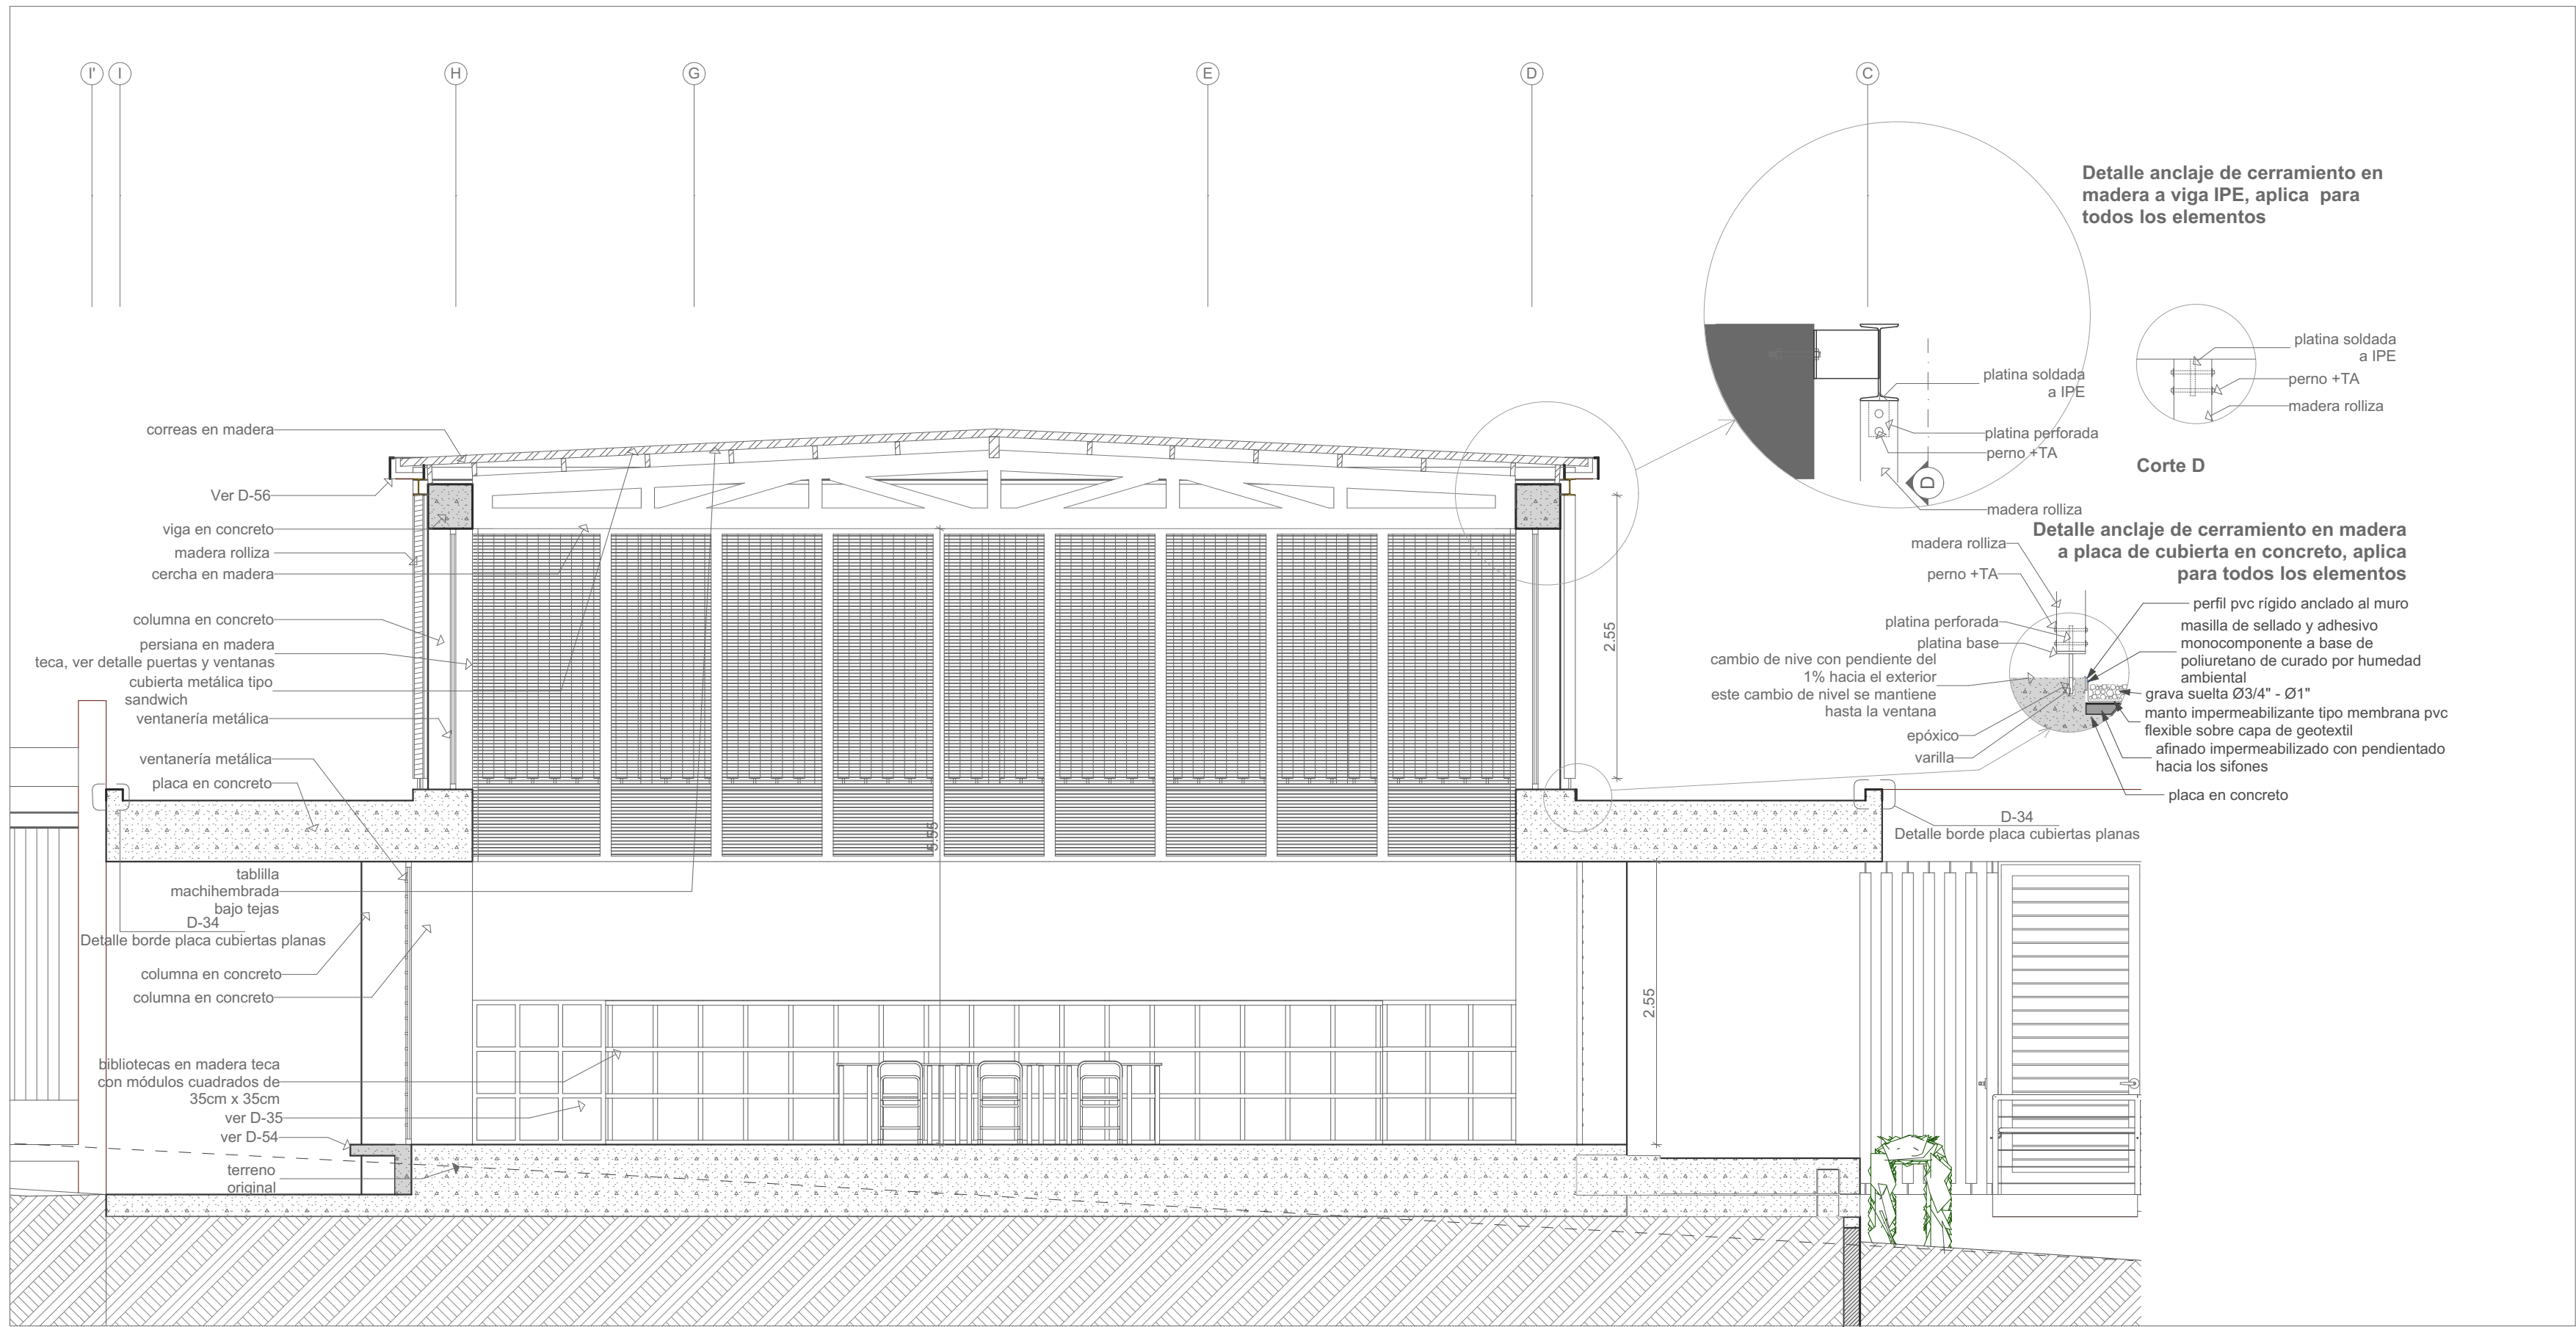 I'
I
H
G
E
D
C
Detalle anclaje de cerramiento en
madera a viga IPE, aplica para
todos los elementos
platina soldada
a IPE
perno +TA
madera rolliza
Corte D
platina soldada
a IPE
platina perforada
perno +TA
D
madera rolliza
correas en madera
Ver D-56
viga en concreto
madera rolliza
cercha en madera
columna en concreto
persiana en madera
teca, ver detalle puertas y ventanas
cubierta metálica tipo
sandwich
ventanería metálica
ventanería metálica
placa en concreto
tablilla
machihembrada
bajo tejas
D-34
Detalle borde placa cubiertas planas
columna en concreto
columna en concreto
bibliotecas en madera teca
con módulos cuadrados de
35cm x 35cm
ver D-35
ver D-54
terreno
original
5.55
2.55
2.55
Detalle anclaje de cerramiento en madera
a placa de cubierta en concreto, aplica
para todos los elementos
madera rolliza
perno +TA
platina perforada
platina base
cambio de nive con pendiente del
1% hacia el exterior
este cambio de nivel se mantiene
hasta la ventana
epóxico
varilla
perfil pvc rígido anclado al muro
masilla de sellado y adhesivo
monocomponente a base de
poliuretano de curado por humedad
ambiental
grava suelta Ø3/4" - Ø1"
manto impermeabilizante tipo membrana pvc
flexible sobre capa de geotextil
afinado impermeabilizado con pendientado
hacia los sifones
placa en concreto
D-34
Detalle borde placa cubiertas planas